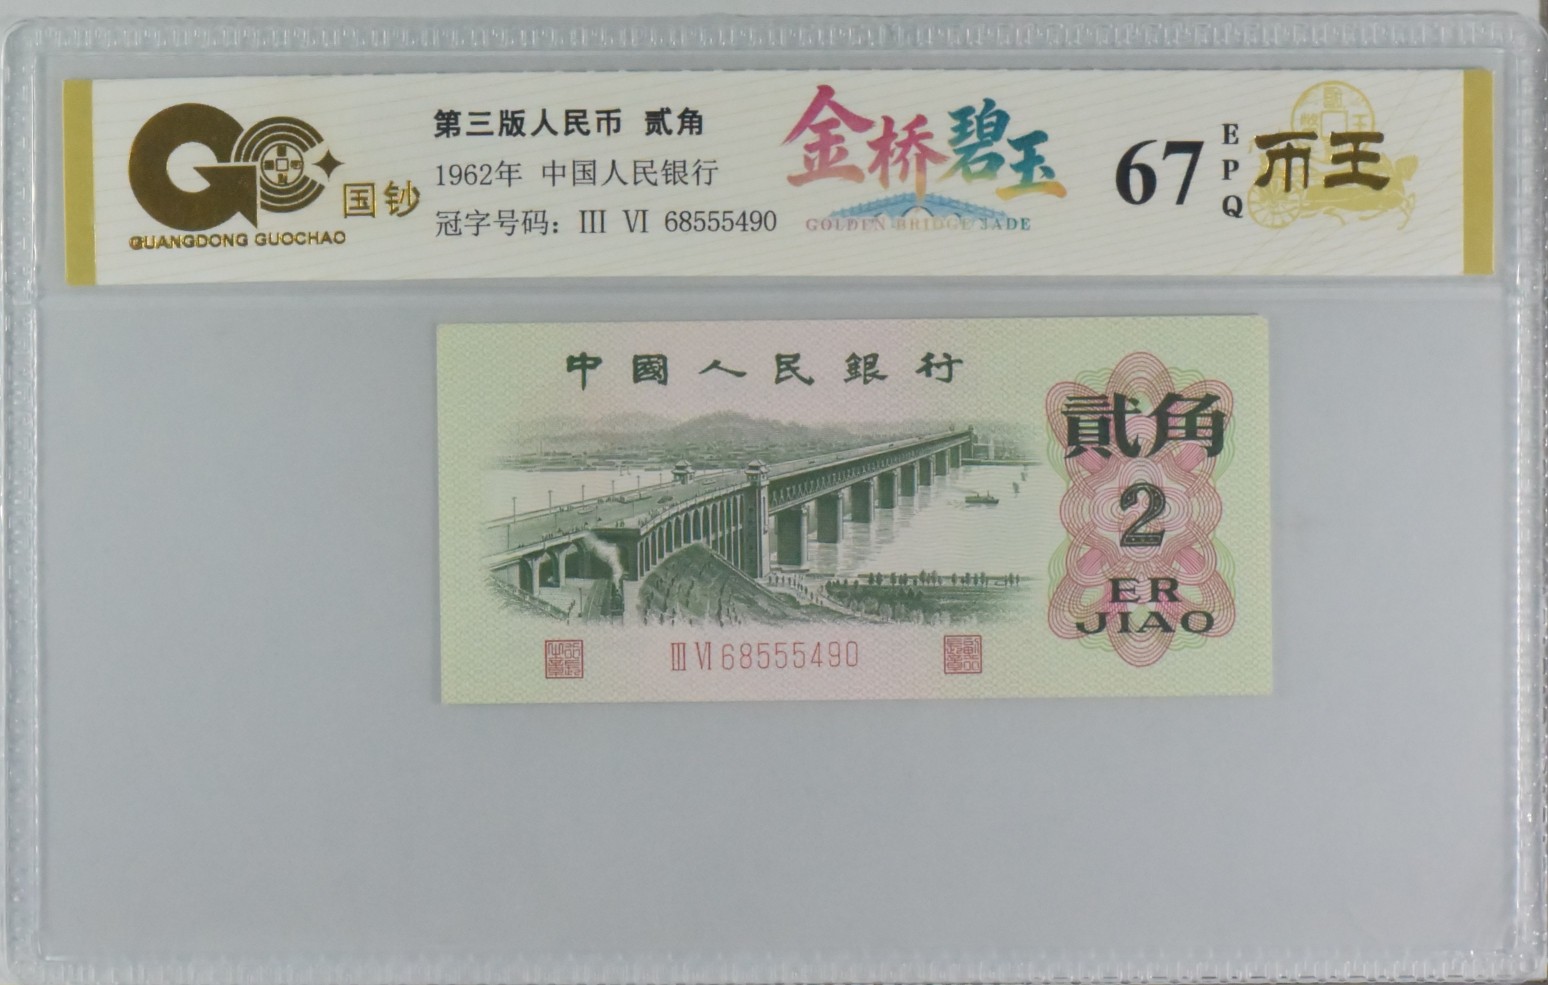 第三版人民币 贰角
1962年 中国人民银行
冠字号码：III VI 68555490
国钞
GUANGDONG GUOCHAO
金桥碧玉
GOLDEN BRIDGE JADE
67
EPQ
币王
中國人民銀行
貳角
2
ER
JIAO
III VI 68555490